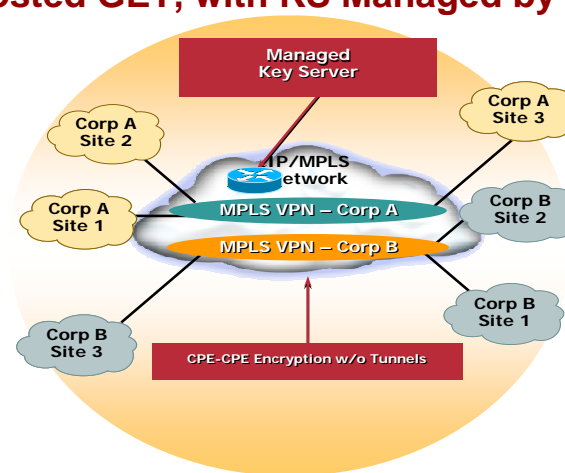 osted GET, with KS Managed by
Managed
Key Server
Corp A
Site 3
Corp A
Site 2
IP/MPLS
Network
Corp A
Site 1
MPLS VPN – Corp A
Corp B
Site 2
MPLS VPN – Corp B
Corp B
Site 1
Corp B
Site 3
CPE-CPE Encryption w/o Tunnels